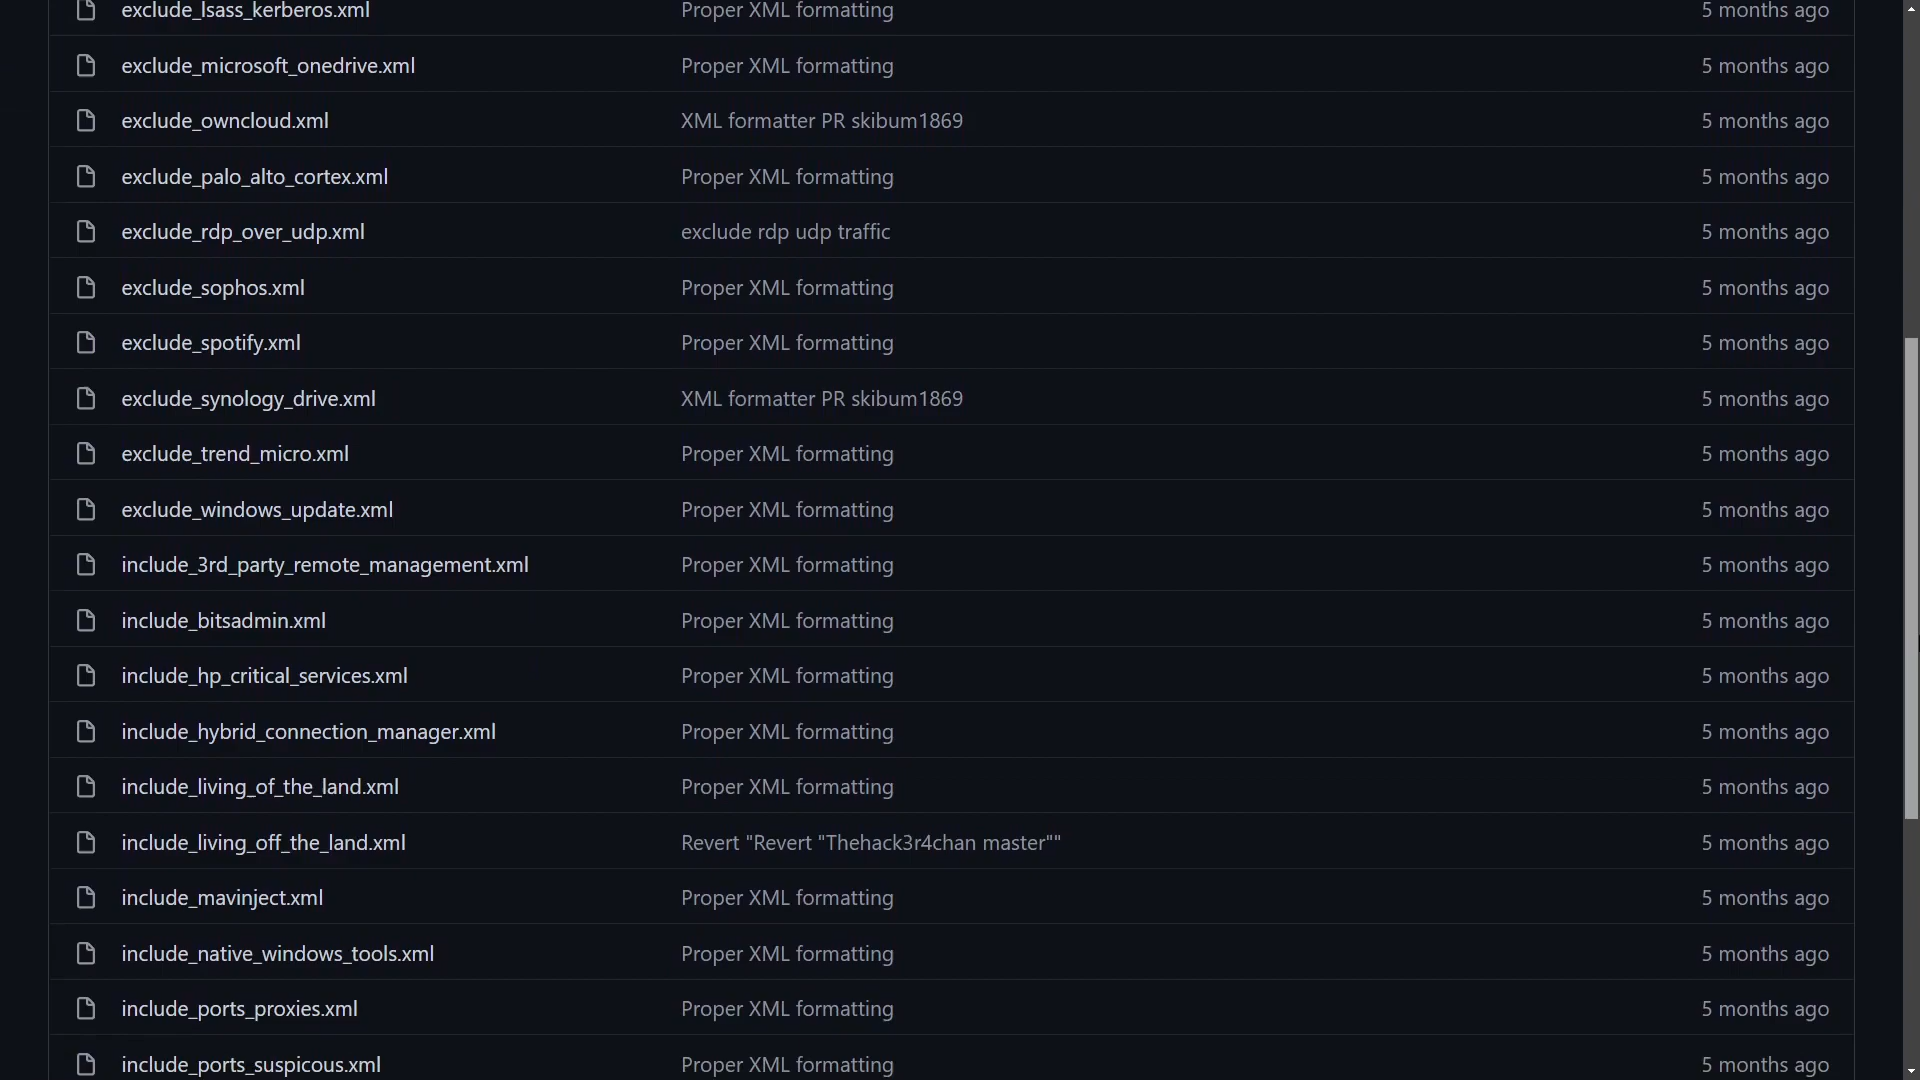 exclude_lsass_kerberos.xml Proper XML formatting 5 months ago
exclude_microsoft_onedrive.xml Proper XML formatting 5 months ago
exclude_owncloud.xml XML formatter PR skibum1869 5 months ago
exclude_palo_alto_cortex.xml Proper XML formatting 5 months ago
exclude_rdp_over_udp.xml exclude rdp udp traffic 5 months ago
exclude_sophos.xml Proper XML formatting 5 months ago
exclude_spotify.xml Proper XML formatting 5 months ago
exclude_synology_drive.xml XML formatter PR skibum1869 5 months ago
exclude_trend_micro.xml Proper XML formatting 5 months ago
exclude_windows_update.xml Proper XML formatting 5 months ago
include_3rd_party_remote_management.xml Proper XML formatting 5 months ago
include_bitsadmin.xml Proper XML formatting 5 months ago
include_hp_critical_services.xml Proper XML formatting 5 months ago
include_hybrid_connection_manager.xml Proper XML formatting 5 months ago
include_living_of_the_land.xml Proper XML formatting 5 months ago
include_living_off_the_land.xml Revert "Revert "Thehack3r4chan master"" 5 months ago
include_mavinject.xml Proper XML formatting 5 months ago
include_native_windows_tools.xml Proper XML formatting 5 months ago
include_ports_proxies.xml Proper XML formatting 5 months ago
include_ports_suspicous.xml Proper XML formatting 5 months ago